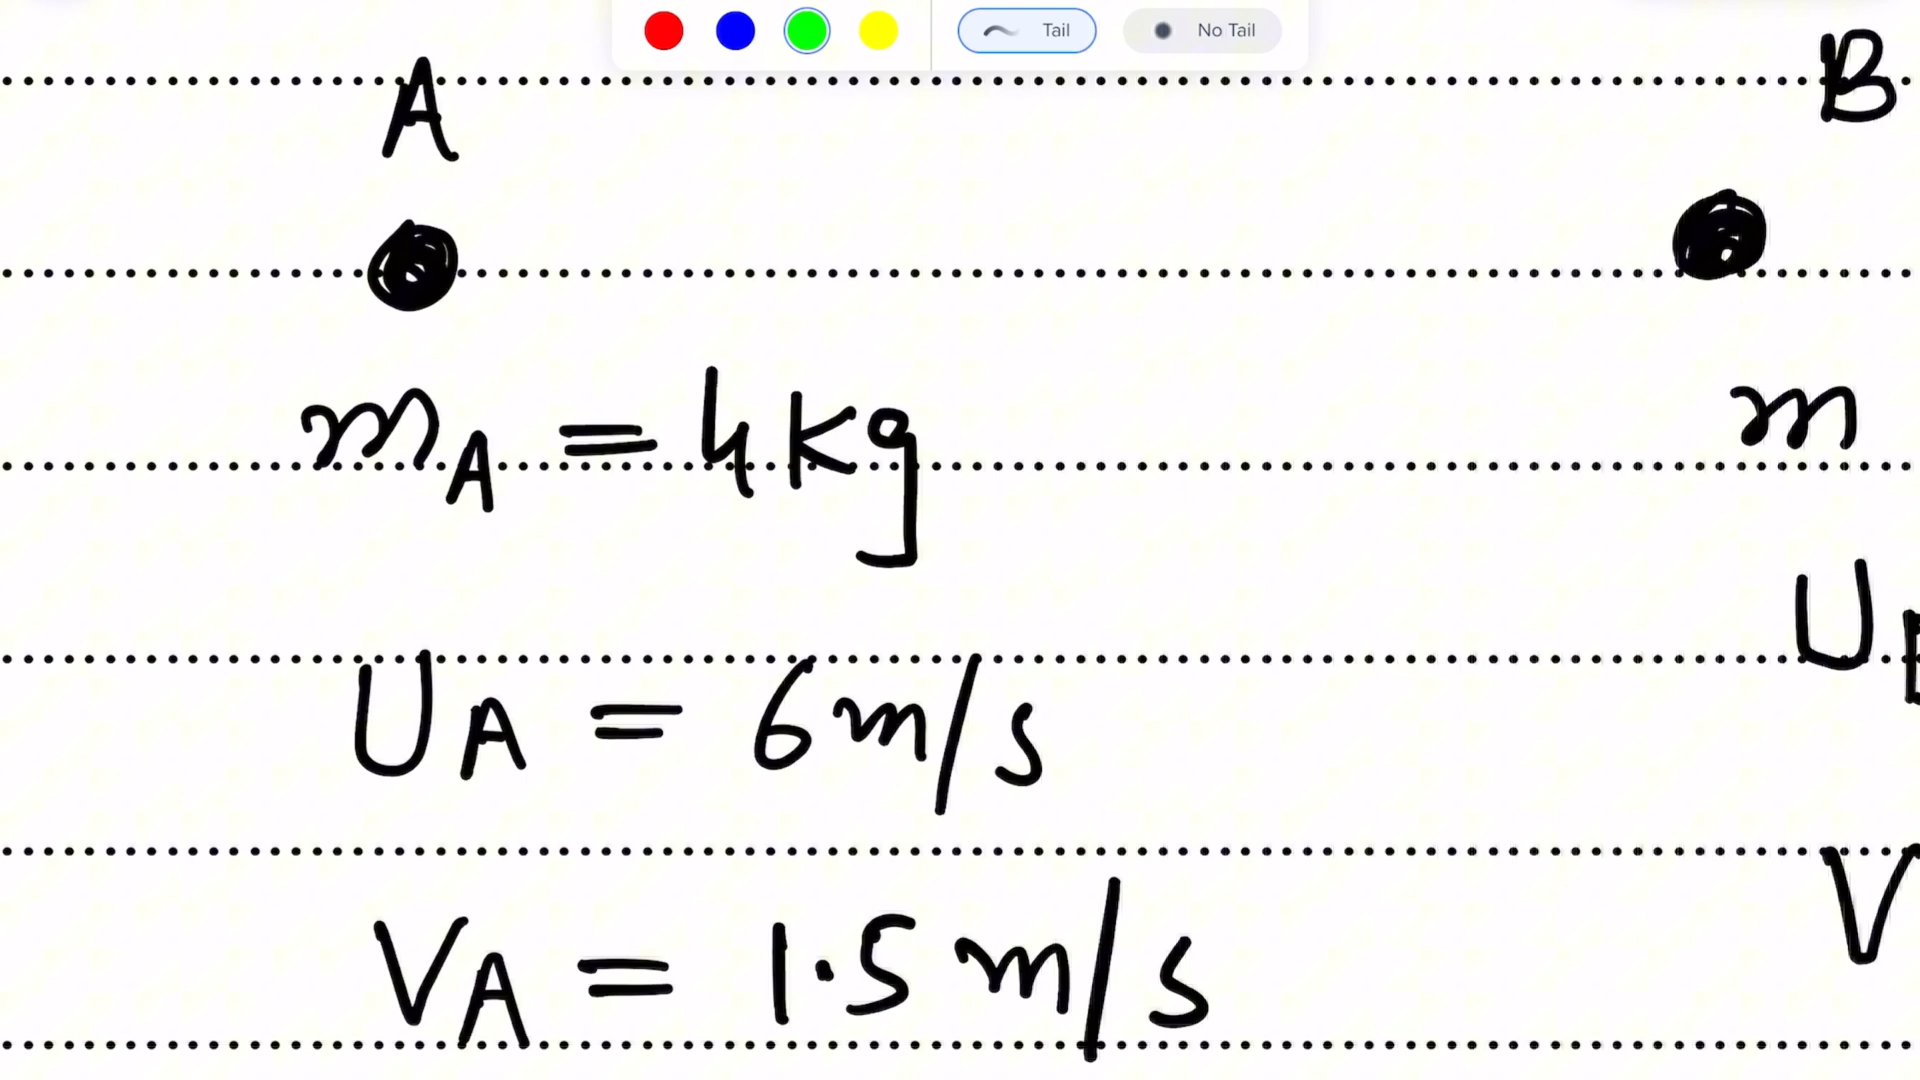 Tail No Tail
A B
mA = 4kg m
UA = 6m/s U
VA = 1.5 m/s V